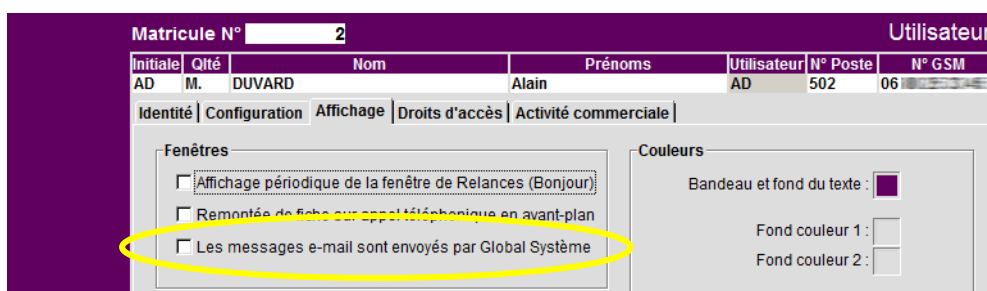 Matricule N° 2 Utilisateur
Initiale Qlté Nom Prénoms Utilisateur N° Poste N° GSM
AD M. DUVARD Alain AD 502 06
Identité Configuration Affichage Droits d'accès Activité commerciale
Fenêtres
Affichage périodique de la fenêtre de Relances (Bonjour)
Remontée de fiche sur appel téléphonique en avant-plan
Les messages e-mail sont envoyés par Global Système
Couleurs
Bandeau et fond du texte :
Fond couleur 1 :
Fond couleur 2 :